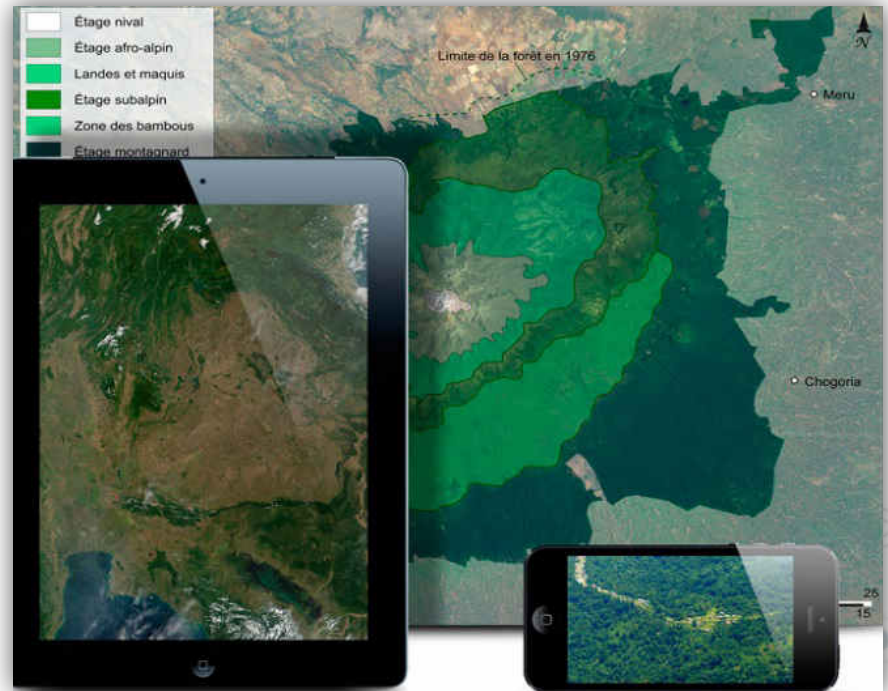 Étage nival
Étage afro-alpin
Landes et maquis
Étage subalpin
Zone des bambous
Étage montagnard
Limite de la forêt en 1976
N
Meru
Chogoria
25
15